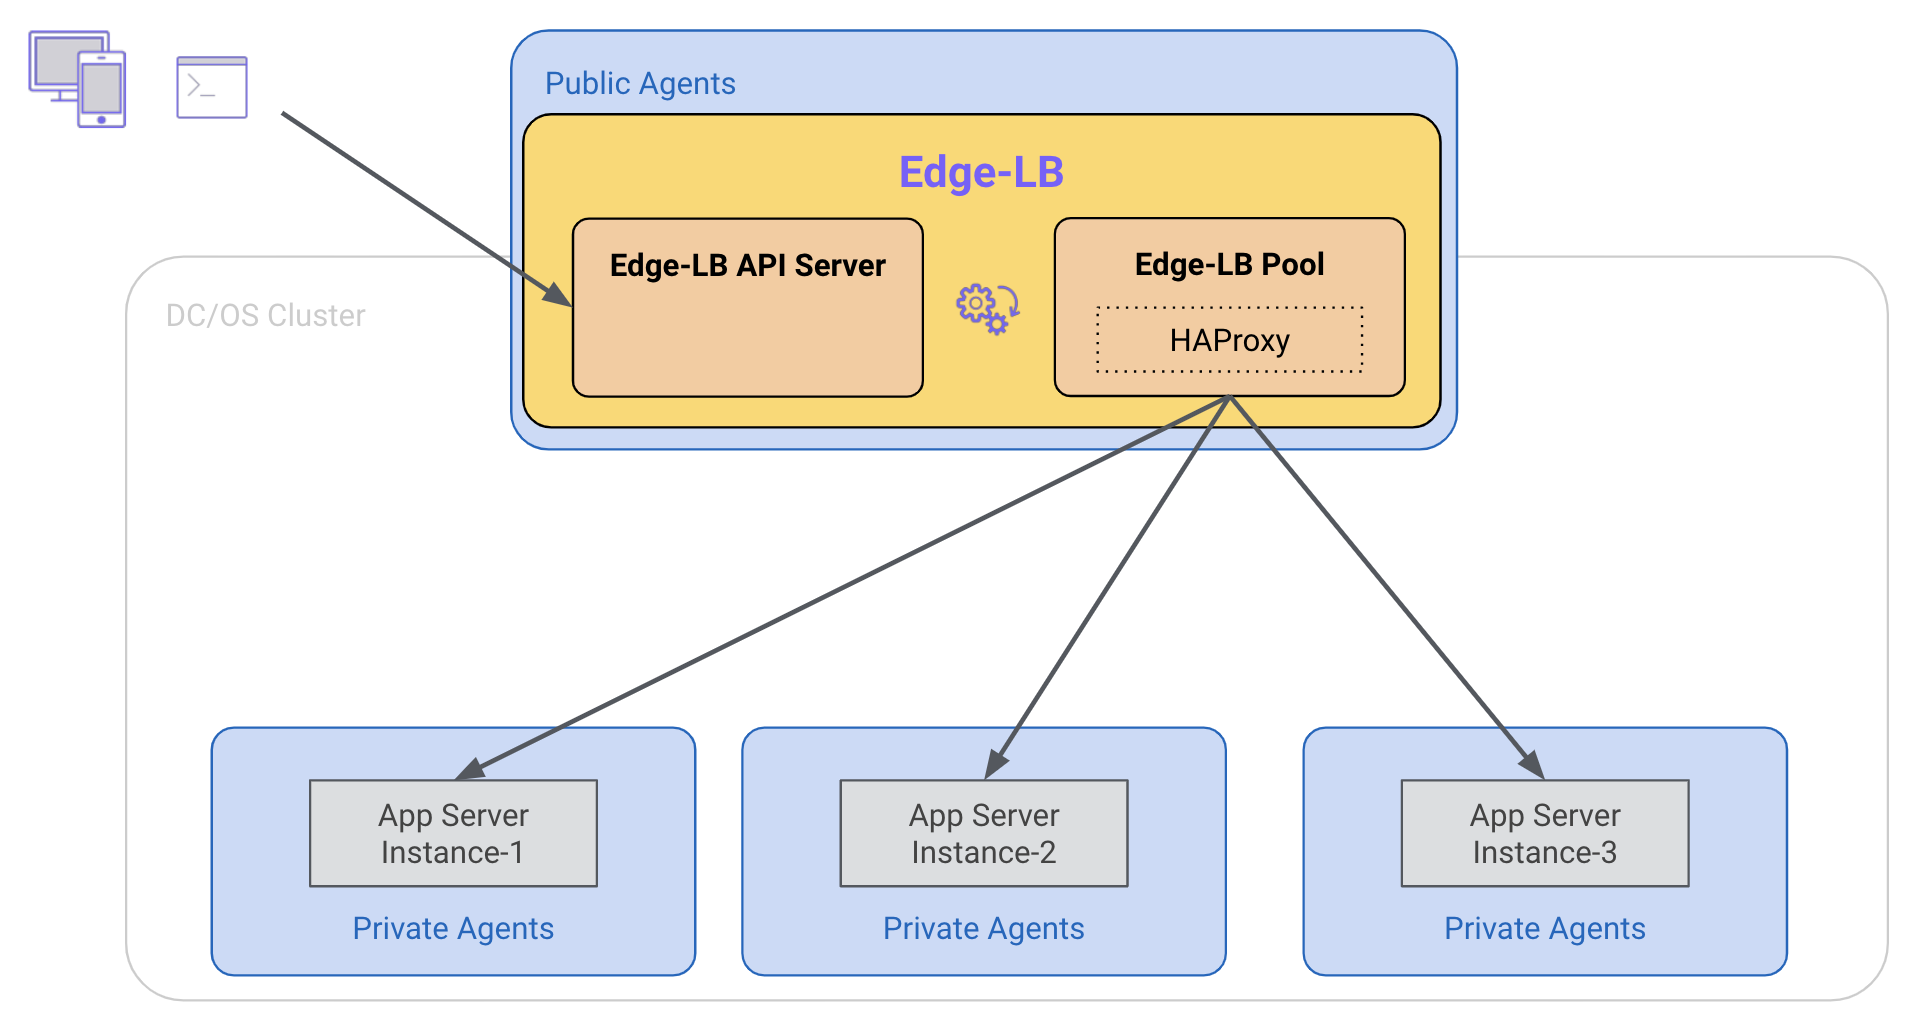 Public Agents
Edge-LB
Edge-LB API Server
Edge-LB Pool
HAProxy
DC/OS Cluster
App Server
Instance-1
Private Agents
App Server
Instance-2
Private Agents
App Server
Instance-3
Private Agents